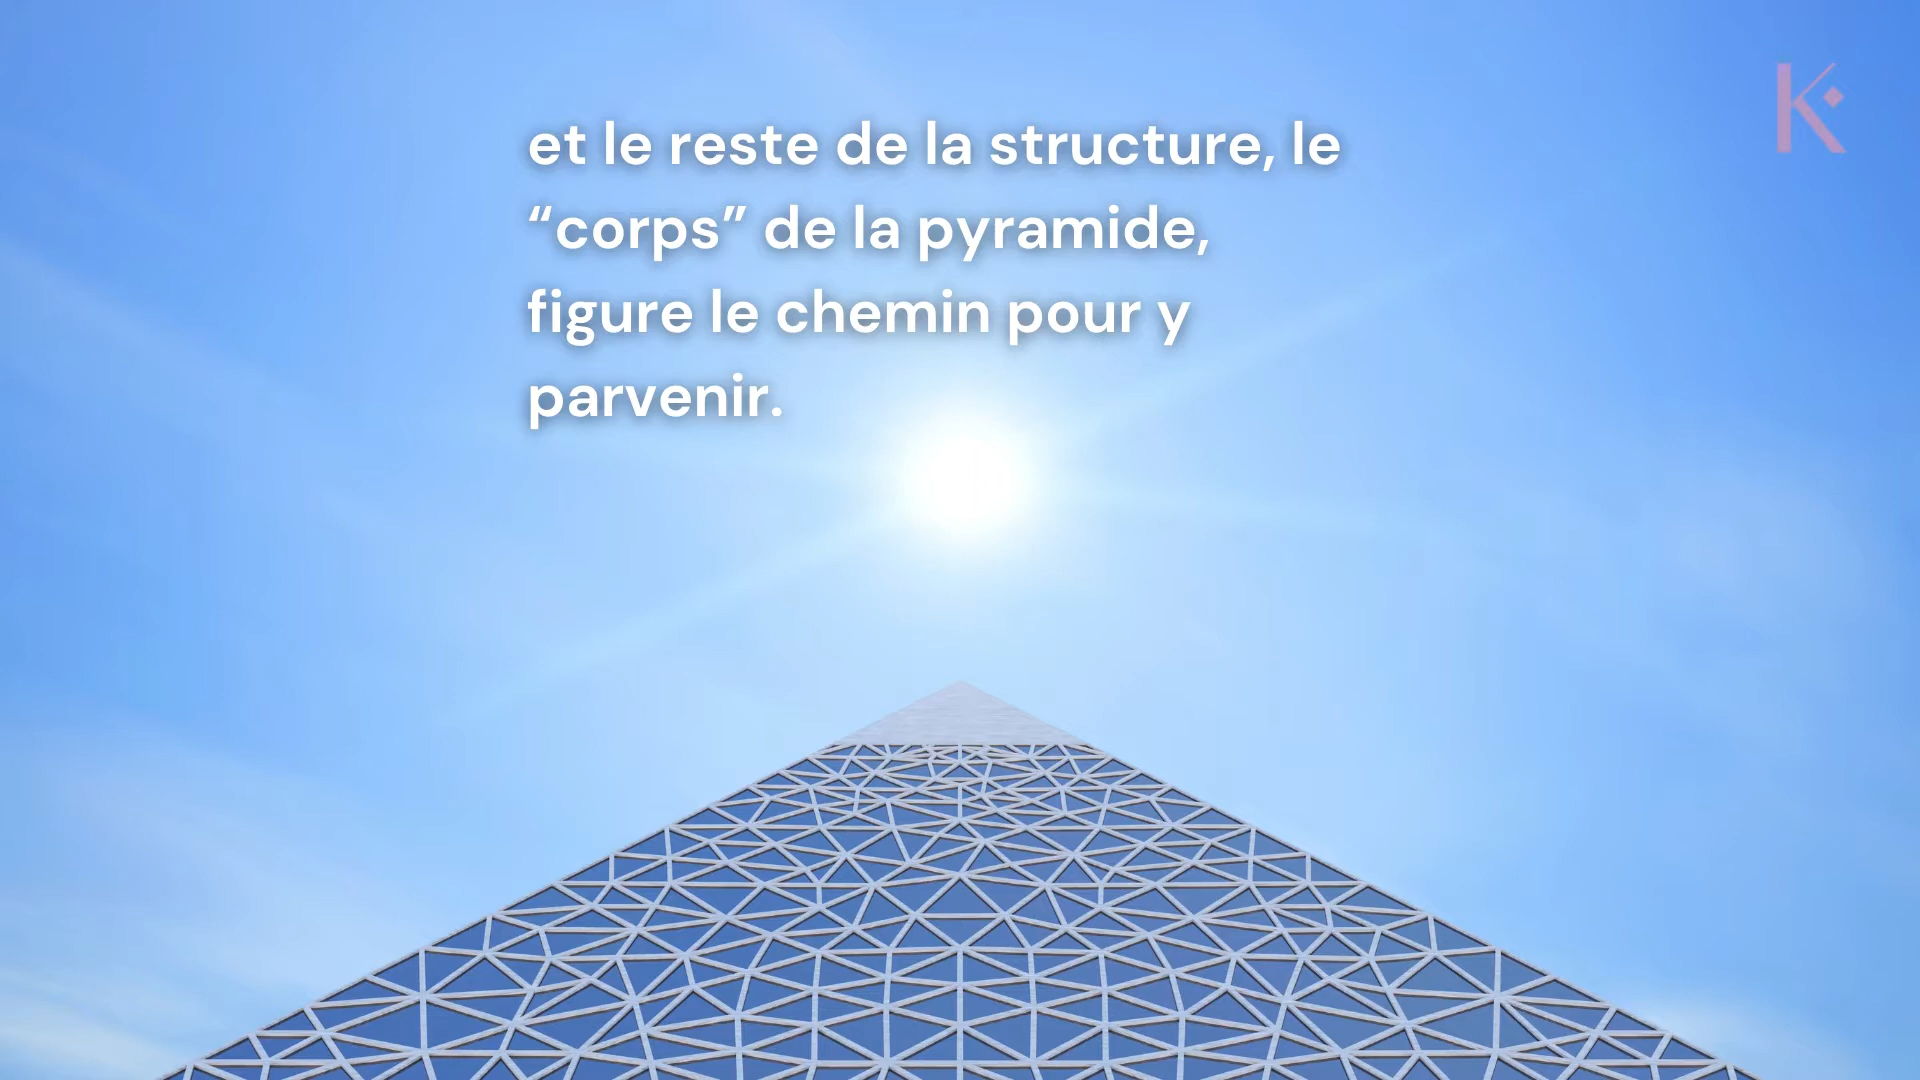 et le reste de la structure, le
“corps” de la pyramide,
figure le chemin pour y
parvenir.
K